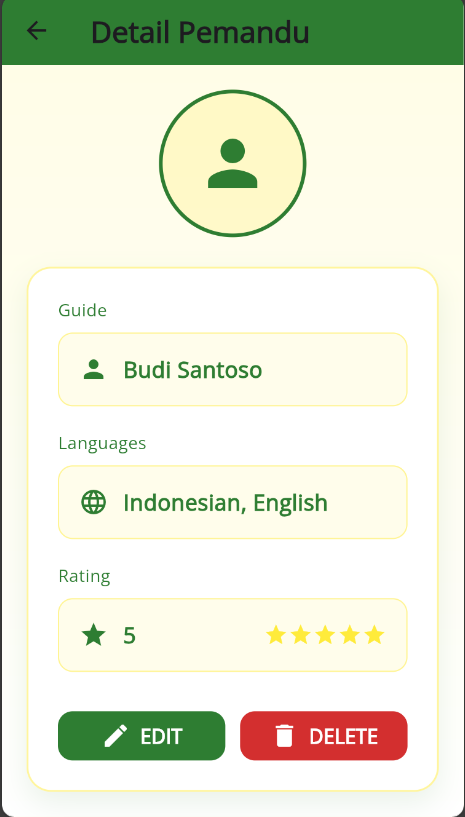 Detail Pemandu
Guide
Budi Santoso
Languages
Indonesian, English
Rating
5
EDIT
DELETE